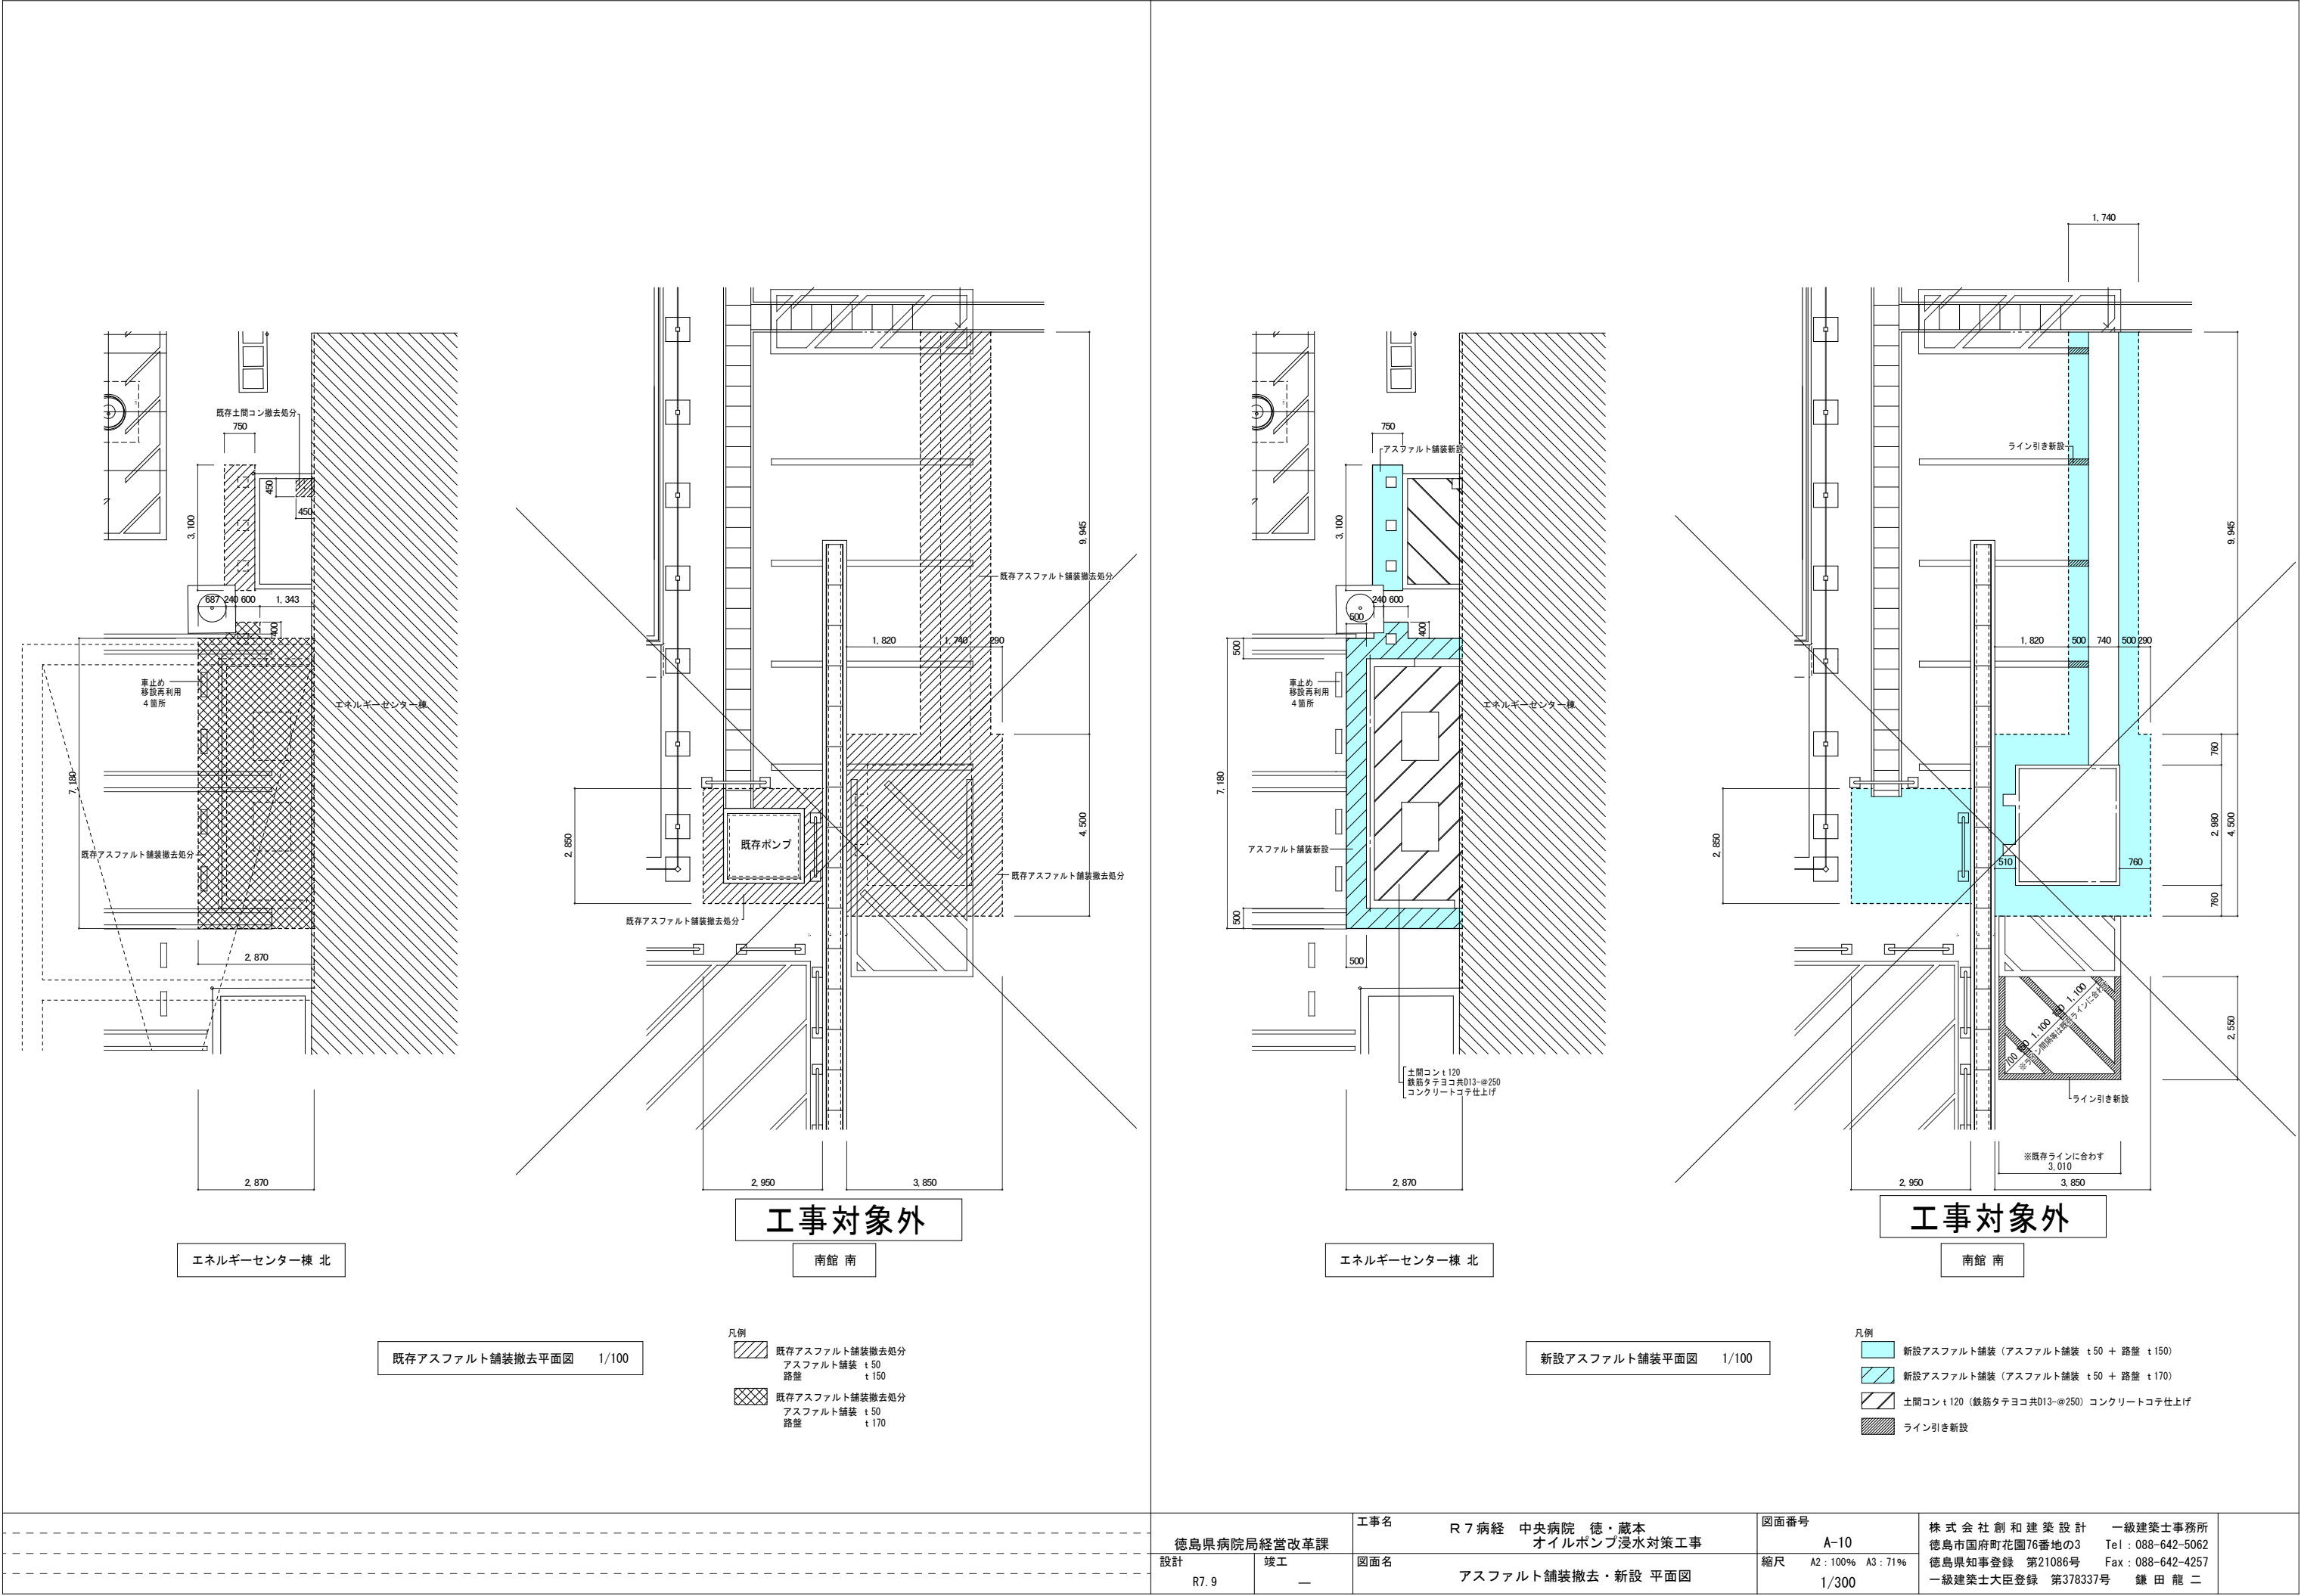 既存土間コン撤去処分
750
450
450
3,100
687 240 600 1,343
400
車止め
移設再利用
4箇所
エネルギーセンター棟
7,180
既存アスファルト舗装撤去処分
2,870
2,870
エネルギーセンター棟 北
9,945
既存アスファルト舗装撤去処分
1,820 1,740 290
2,850
既存ポンプ
4,500
既存アスファルト舗装撤去処分
既存アスファルト舗装撤去処分
2,950 3,850
工事対象外
南館 南
既存アスファルト舗装撤去平面図 1/100
凡例
既存アスファルト舗装撤去処分
アスファルト舗装 t50
路盤 t150
既存アスファルト舗装撤去処分
アスファルト舗装 t50
路盤 t170
750
アスファルト舗装新設
3,100
240 600
500
400
500
車止め
移設再利用
4箇所
エネルギーセンター棟
7,180
アスファルト舗装新設
500
500
土間コンt120
鉄筋タテヨコ共D13-@250
コンクリートコテ仕上げ
2,870
エネルギーセンター棟 北
1,740
ライン引き新設
9,945
1,820 500 740 500 290
760
2,850
2,980
4,500
510
760
760
700
1,100
1,100
2,550
ライン引き新設
※既存ラインに合わす
3,010
2,950 3,850
工事対象外
南館 南
新設アスファルト舗装平面図 1/100
凡例
新設アスファルト舗装（アスファルト舗装 t50 ＋ 路盤 t150）
新設アスファルト舗装（アスファルト舗装 t50 ＋ 路盤 t170）
土間コンt120（鉄筋タテヨコ共D13-@250）コンクリートコテ仕上げ
ライン引き新設
徳島県病院局経営改革課
設計
R7.9
竣工
―
工事名
Ｒ７病経 中央病院 徳・蔵本
オイルポンプ浸水対策工事
図面名
アスファルト舗装撤去・新設 平面図
図面番号
A-10
縮尺 A2：100% A3：71%
1/300
株式会社創和建築設計 一級建築士事務所
徳島市国府町花園76番地の3 Tel：088-642-5062
徳島県知事登録 第21086号 Fax：088-642-4257
一級建築士大臣登録 第378337号 鎌田龍二